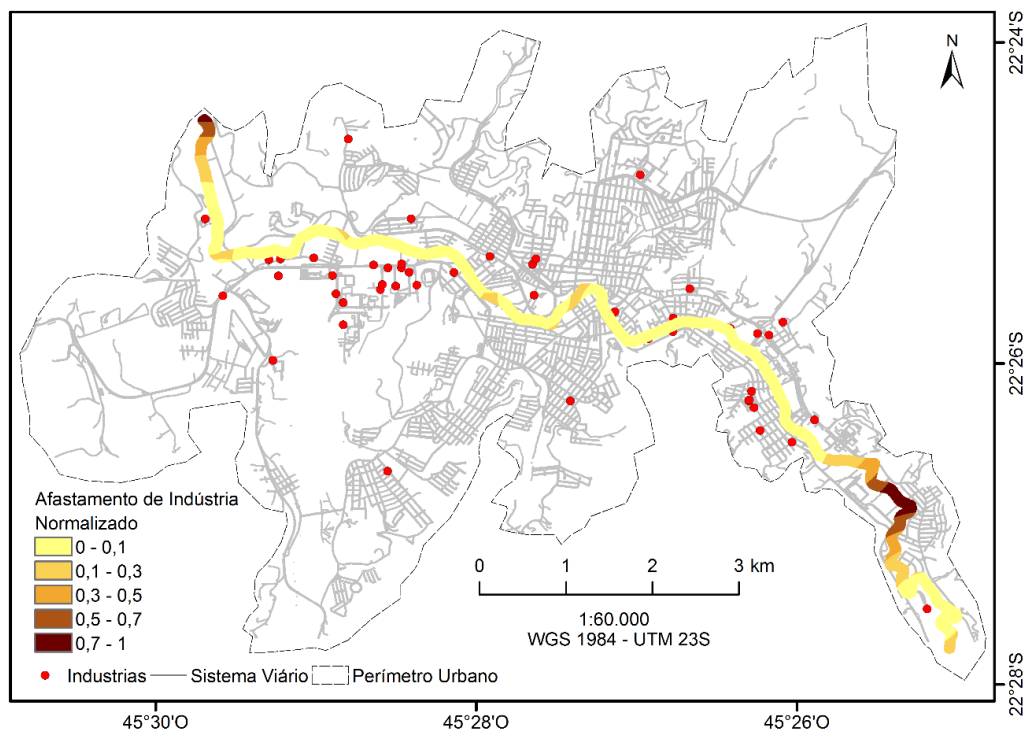 22°24'S
N
22°26'S
Afastamento de Indústria
Normalizado
0 - 0,1
0,1 - 0,3
0,3 - 0,5
0,5 - 0,7
0,7 - 1
0 1 2 3 km
1:60.000
WGS 1984 - UTM 23S
Industrias Sistema Viário Perímetro Urbano
22°28'S
45°30'O 45°28'O 45°26'O